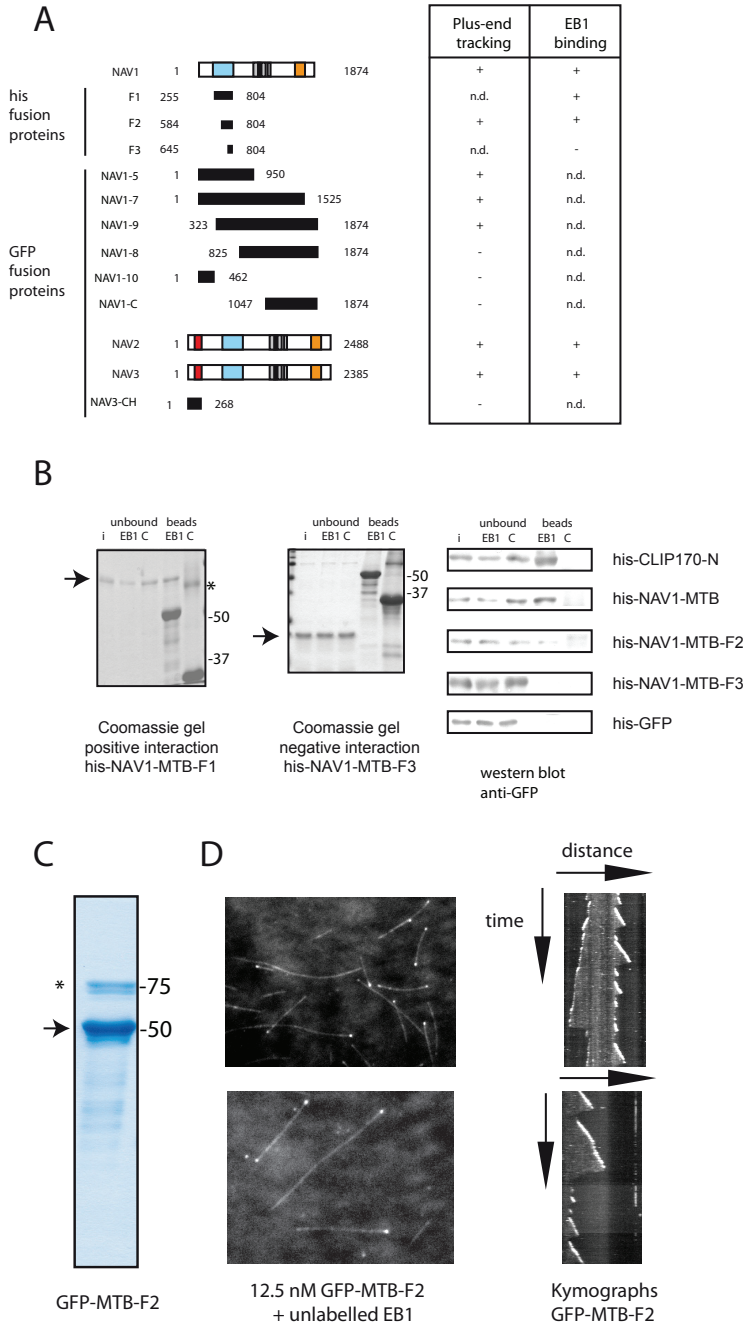 A
Plus-end tracking EB1 binding
NAV1 1 1874 + +
his fusion proteins
F1 255 804 n.d. +
F2 584 804 + +
F3 645 804 n.d. -
GFP fusion proteins
NAV1-5 1 950 + n.d.
NAV1-7 1 1525 + n.d.
NAV1-9 323 1874 + n.d.
NAV1-8 825 1874 - n.d.
NAV1-10 1 462 - n.d.
NAV1-C 1047 1874 - n.d.
NAV2 1 2488 + +
NAV3 1 2385 + +
NAV3-CH 1 268 - n.d.
B
unbound beads
i EB1 C EB1 C
*
-50
-37
Coomassie gel
positive interaction
his-NAV1-MTB-F1
unbound beads
i EB1 C EB1 C
-50
-37
Coomassie gel
negative interaction
his-NAV1-MTB-F3
unbound beads
i EB1 C EB1 C
his-CLIP170-N
his-NAV1-MTB
his-NAV1-MTB-F2
his-NAV1-MTB-F3
his-GFP
western blot
anti-GFP
C
* -75
-50
GFP-MTB-F2
D
12.5 nM GFP-MTB-F2
+ unlabelled EB1
distance
time
Kymographs
GFP-MTB-F2